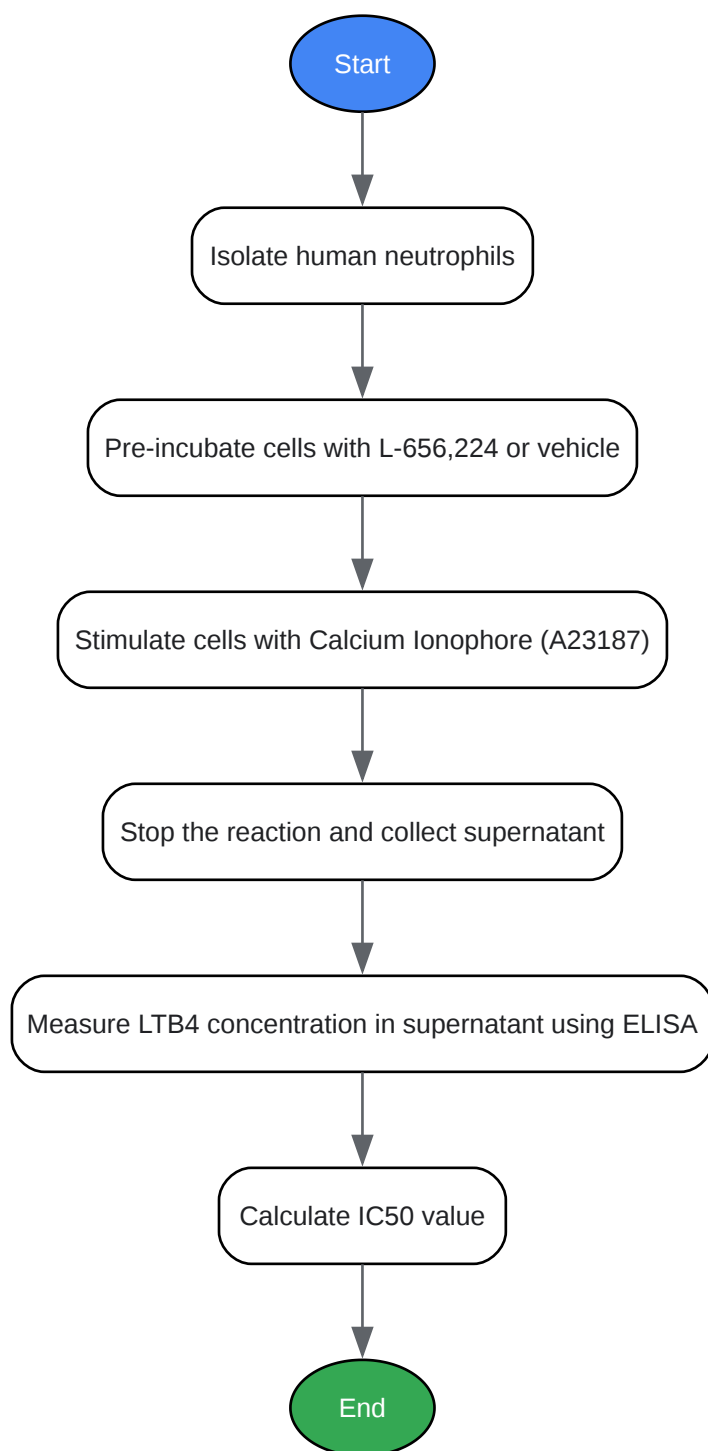 Start
Isolate human neutrophils
Pre-incubate cells with L-656,224 or vehicle
Stimulate cells with Calcium Ionophore (A23187)
Stop the reaction and collect supernatant
Measure LTB4 concentration in supernatant using ELISA
Calculate IC50 value
End